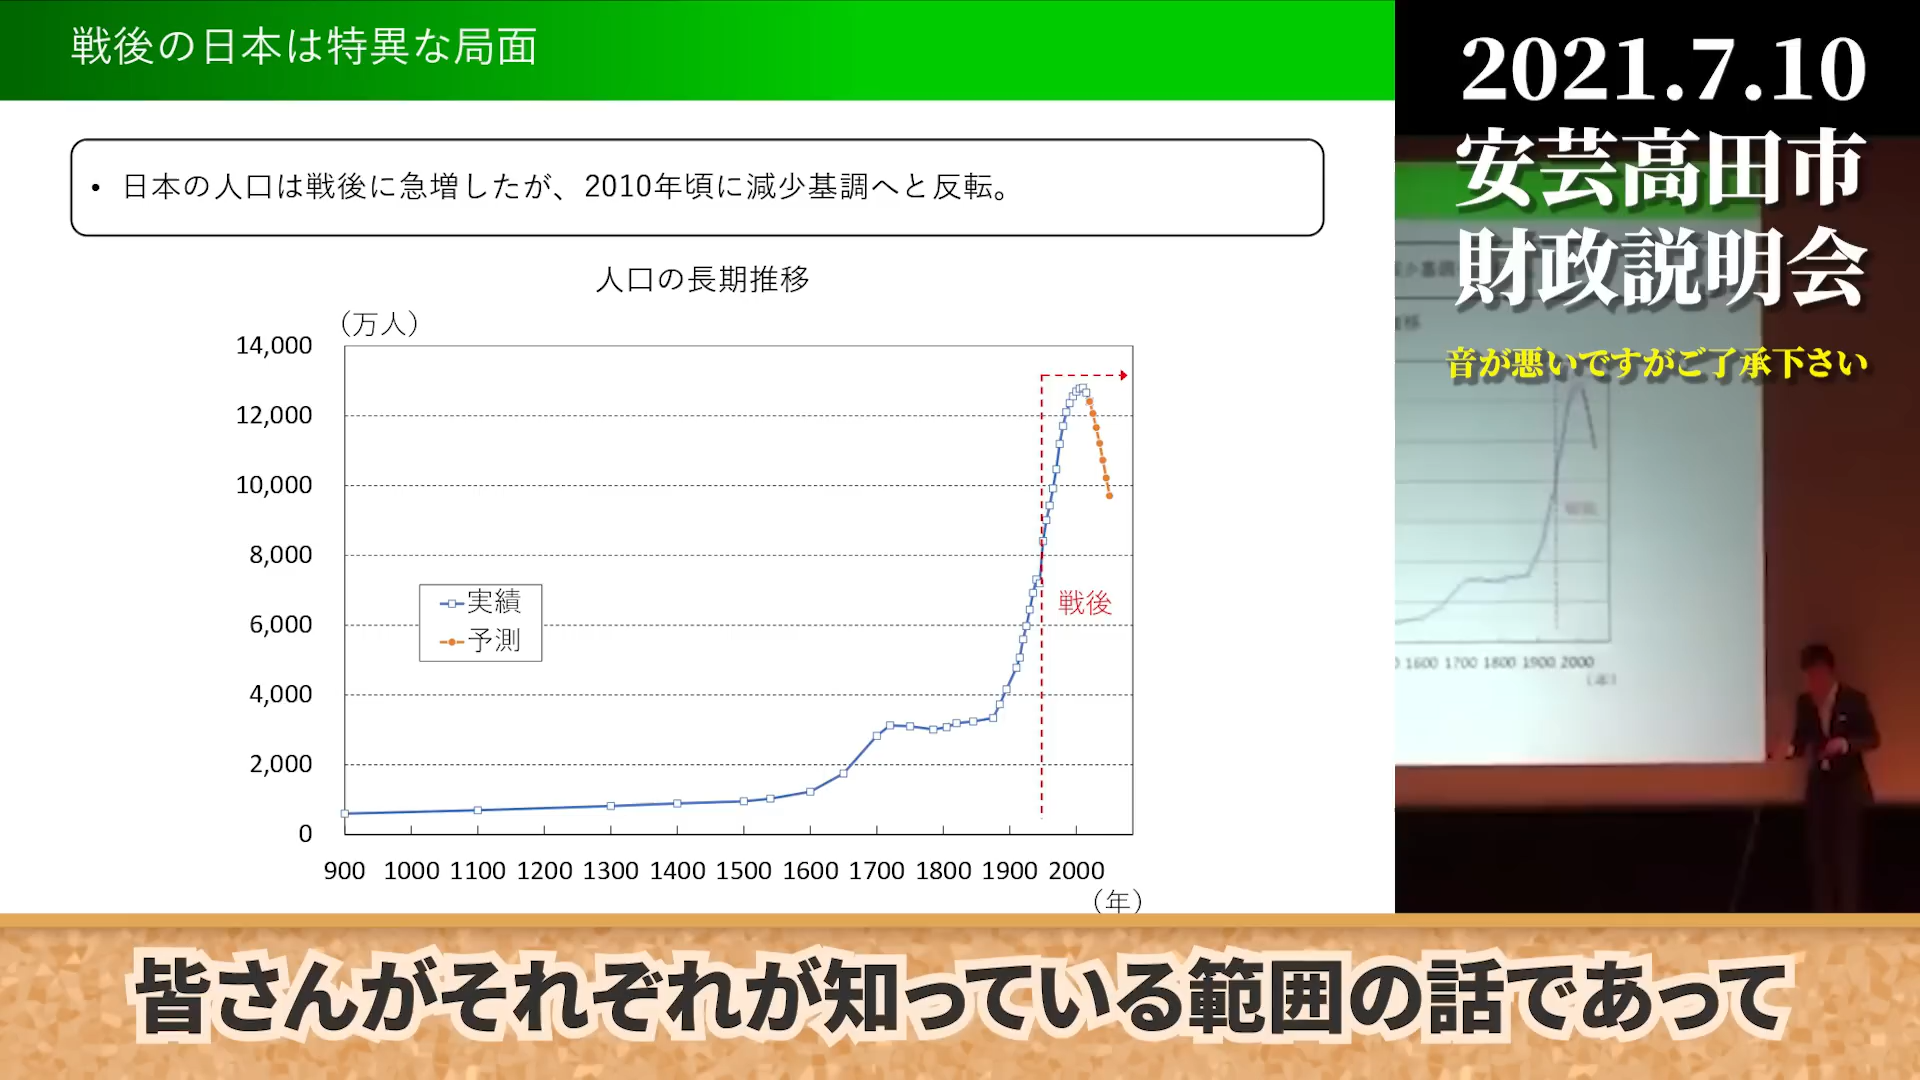 戦後の日本は特異な局面
• 日本の人口は戦後に急増したが、2010年頃に減少基調へと反転。
人口の長期推移
（万人）
14,000
12,000
10,000
8,000
6,000
4,000
2,000
0
実績
予測
戦後
900 1000 1100 1200 1300 1400 1500 1600 1700 1800 1900 2000
（年）
2021.7.10
安芸高田市
財政説明会
音が悪いですがご了承下さい
1600 1700 1800 1900 2000
（年）
皆さんがそれぞれが知っている範囲の話であって